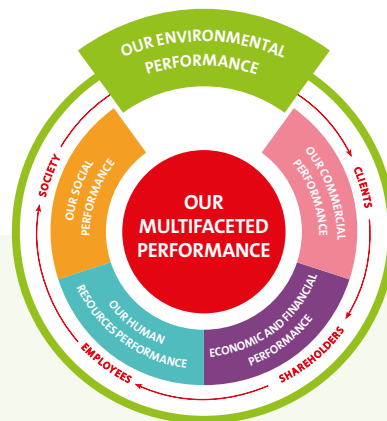 OUR ENVIRONMENTAL
PERFORMANCE
OUR COMMERCIAL
PERFORMANCE
CLIENTS
ECONOMIC AND FINANCIAL
PERFORMANCE
SHAREHOLDERS
OUR HUMAN
RESOURCES PERFORMANCE
EMPLOYEES
OUR SOCIAL
PERFORMANCE
SOCIETY
OUR
MULTIFACETED
PERFORMANCE